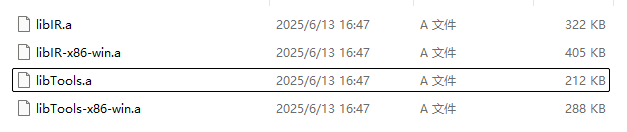 libIR.a 2025/6/13 16:47 A 文件 322 KB
libIR-x86-win.a 2025/6/13 16:47 A 文件 405 KB
libTools.a 2025/6/13 16:47 A 文件 212 KB
libTools-x86-win.a 2025/6/13 16:47 A 文件 288 KB